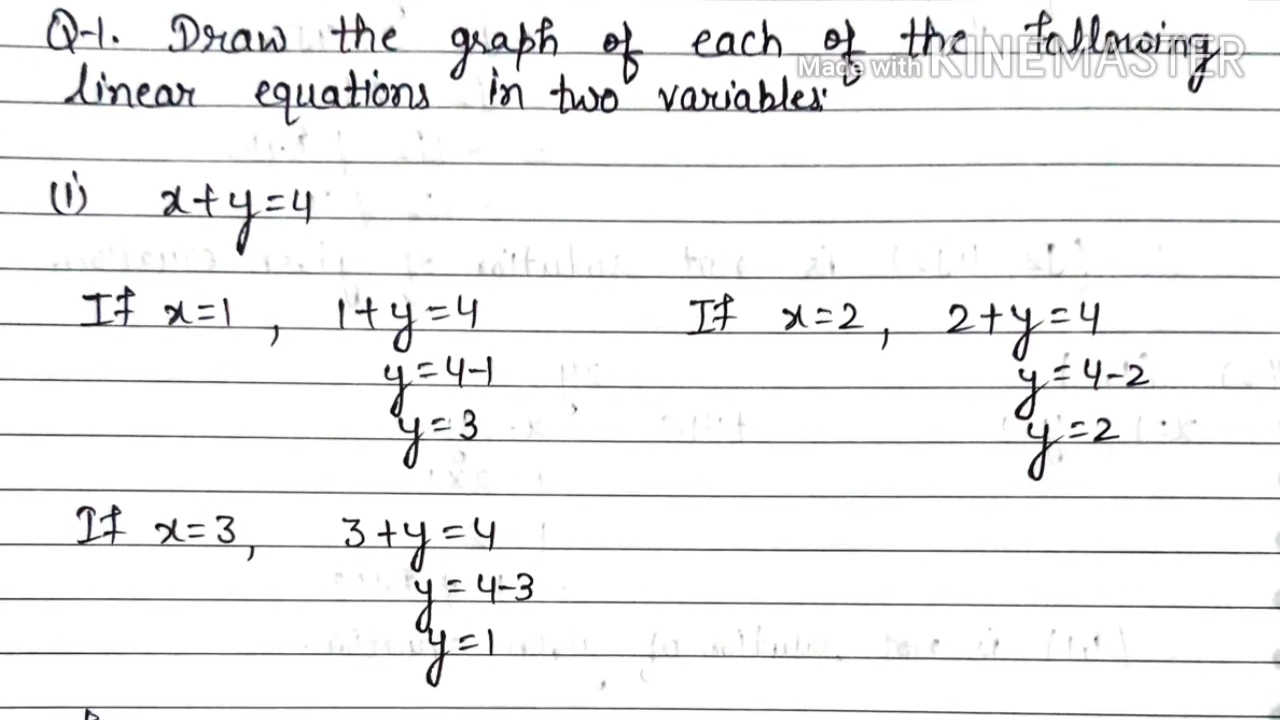 Q-1. Draw the graph of each of the following
Made with KINEMASTER
linear equations in two variables:
(i) x+y=4
If x=1, 1+y=4 If x=2, 2+y=4
y=4-1 y=4-2
y=3 y=2
If x=3, 3+y=4
y=4-3
y=1